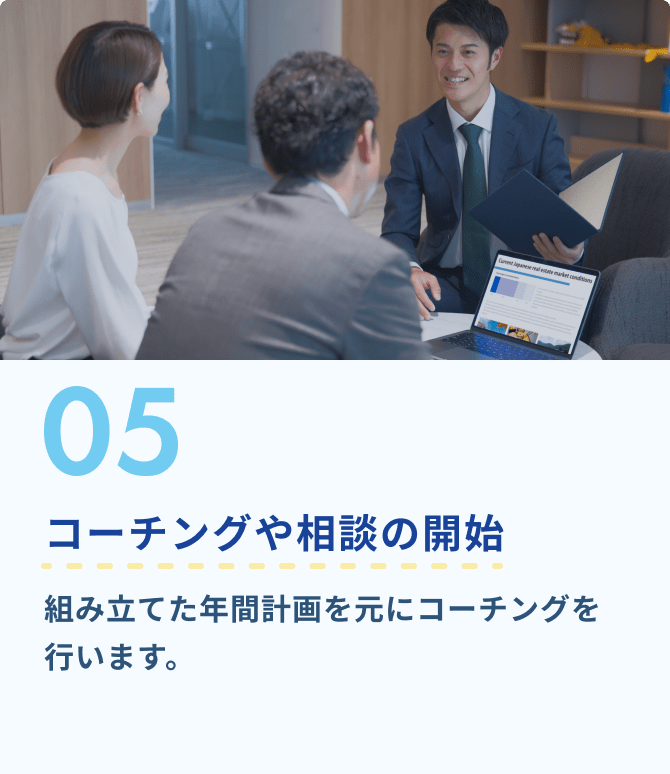 Current Japanese real estate market conditions
05
コーチングや相談の開始
組み立てた年間計画を元にコーチングを
行います。